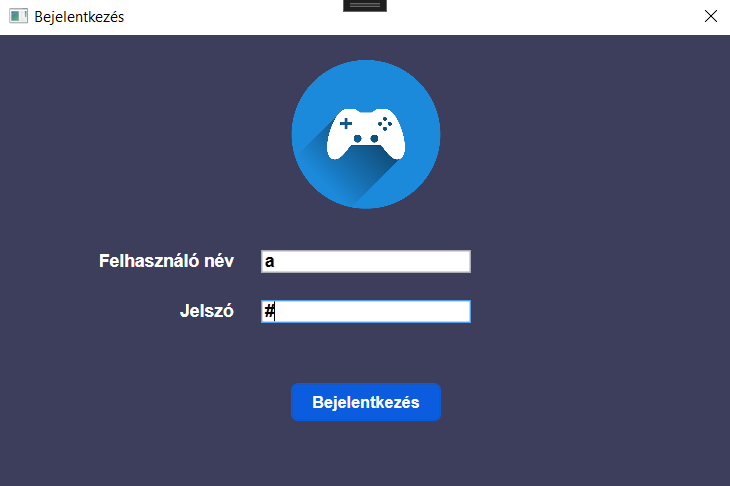 Bejelentkezés
Felhasználó név a
Jelszó #
Bejelentkezés